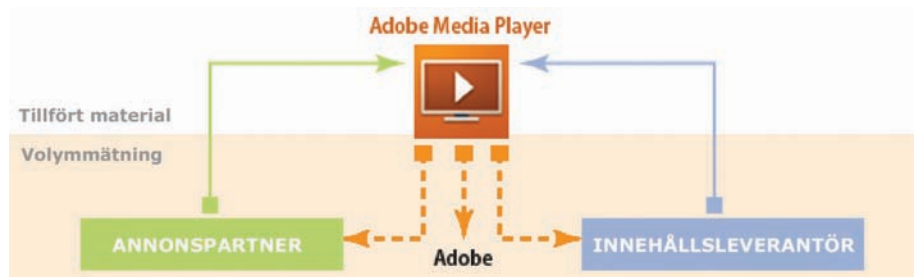 Adobe Media Player
Tillfört material
Volymmätning
ANNONSPARTNER
Adobe
INNEHÅLLSLEVERANTÖR